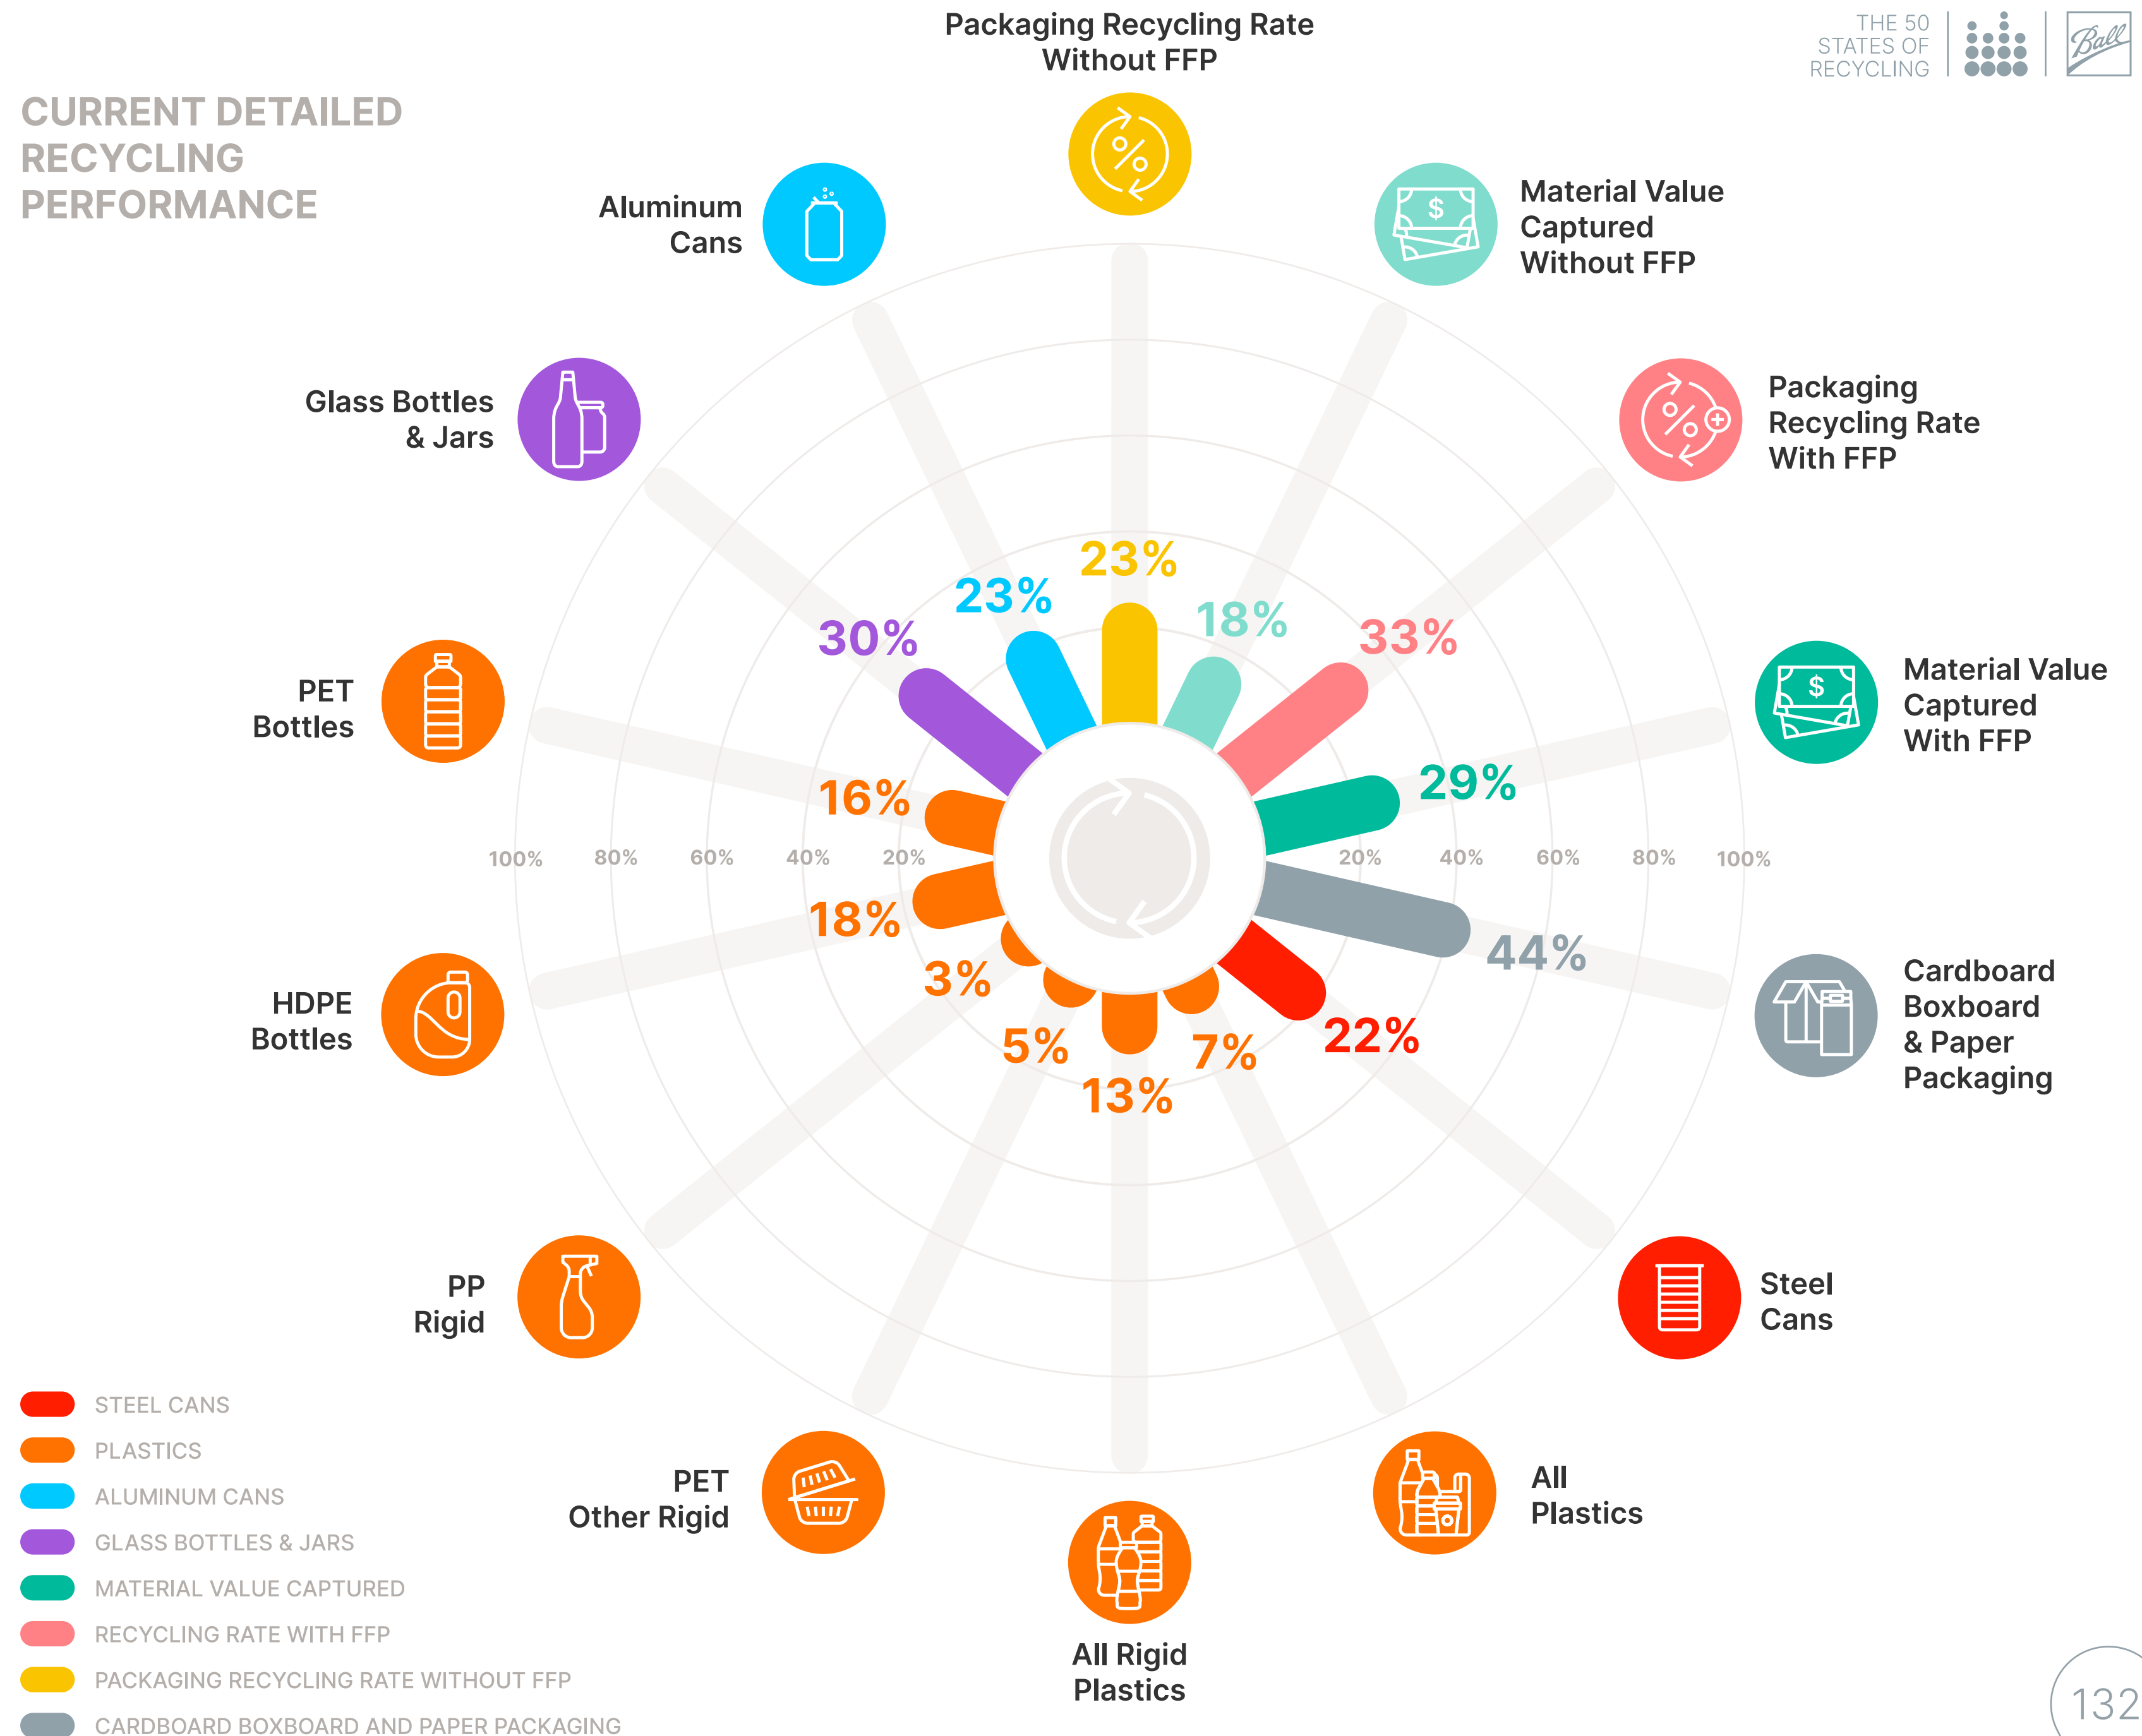 Packaging Recycling Rate
Without FFP
THE 50
STATES OF
RECYCLING
Ball
CURRENT DETAILED
RECYCLING
PERFORMANCE
Aluminum
Cans
$
Material Value
Captured
Without FFP
%
Glass Bottles
& Jars
%
Packaging
Recycling Rate
With FFP
PET
Bottles
$
Material Value
Captured
With FFP
23%
23%
18%
30%
33%
16%
29%
100%
80%
60%
40%
20%
20%
40%
60%
80%
100%
18%
44%
3%
22%
5%
7%
13%
HDPE
Bottles
Cardboard
Boxboard
& Paper
Packaging
PP
Rigid
Steel
Cans
PET
Other Rigid
All
Plastics
All Rigid
Plastics
STEEL CANS
PLASTICS
ALUMINUM CANS
GLASS BOTTLES & JARS
MATERIAL VALUE CAPTURED
RECYCLING RATE WITH FFP
PACKAGING RECYCLING RATE WITHOUT FFP
CARDBOARD BOXBOARD AND PAPER PACKAGING
132